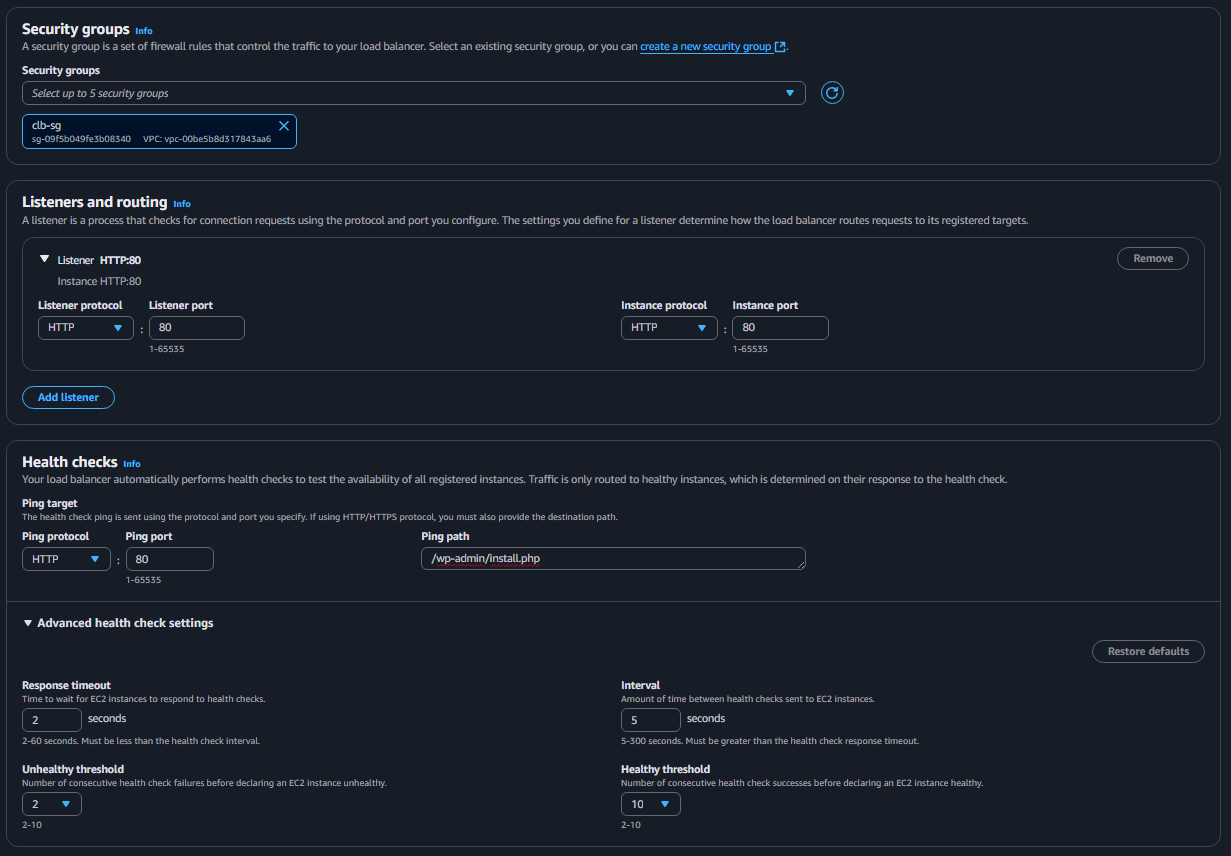 Security groups Info
A security group is a set of firewall rules that control the traffic to your load balancer. Select an existing security group, or you can create a new security group.
Security groups
Select up to 5 security groups
clb-sg
sg-09f5b049fe3b08340 VPC: vpc-00be5b8d317843aa6
Listeners and routing Info
A listener is a process that checks for connection requests using the protocol and port you configure. The settings you define for a listener determine how the load balancer routes requests to its registered targets.
Listener HTTP:80 Remove
Instance HTTP:80
Listener protocol Listener port Instance protocol Instance port
HTTP : 80 HTTP : 80
1-65535 1-65535
Add listener
Health checks Info
Your load balancer automatically performs health checks to test the availability of all registered instances. Traffic is only routed to healthy instances, which is determined on their response to the health check.
Ping target
The health check ping is sent using the protocol and port you specify. If using HTTP/HTTPS protocol, you must also provide the destination path.
Ping protocol Ping port Ping path
HTTP : 80 /wp-admin/install.php
1-65535
Advanced health check settings
Restore defaults
Response timeout Interval
Time to wait for EC2 instances to respond to health checks. Amount of time between health checks sent to EC2 instances.
2 seconds 5 seconds
2-60 seconds. Must be less than the health check interval. 5-300 seconds. Must be greater than the health check response timeout.
Unhealthy threshold Healthy threshold
Number of consecutive health check failures before declaring an EC2 instance unhealthy. Number of consecutive health check successes before declaring an EC2 instance healthy.
2 10
2-10 2-10